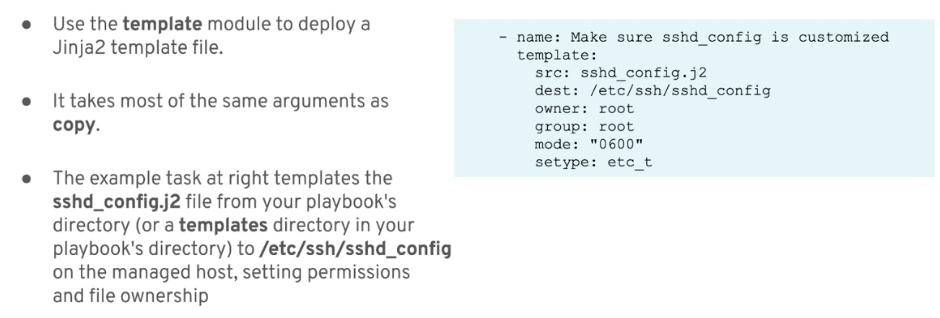 ● Use the template module to deploy a
Jinja2 template file.
● It takes most of the same arguments as
copy.
● The example task at right templates the
sshd_config.j2 file from your playbook's
directory (or a templates directory in your
playbook's directory) to /etc/ssh/sshd_config
on the managed host, setting permissions
and file ownership
- name: Make sure sshd_config is customized
  template:
    src: sshd_config.j2
    dest: /etc/ssh/sshd_config
    owner: root
    group: root
    mode: "0600"
    setype: etc_t